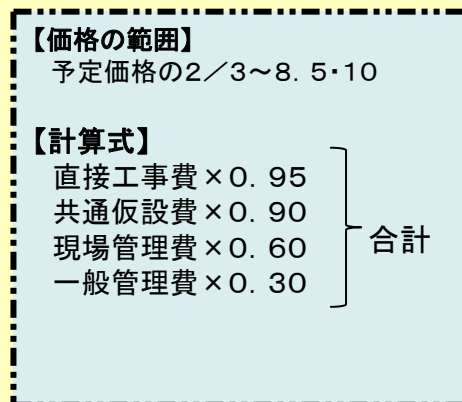 【価格の範囲】
予定価格の2／3～8．5・10
【計算式】
直接工事費×0．95
共通仮設費×0．90
現場管理費×0．60
一般管理費×0．30
合計